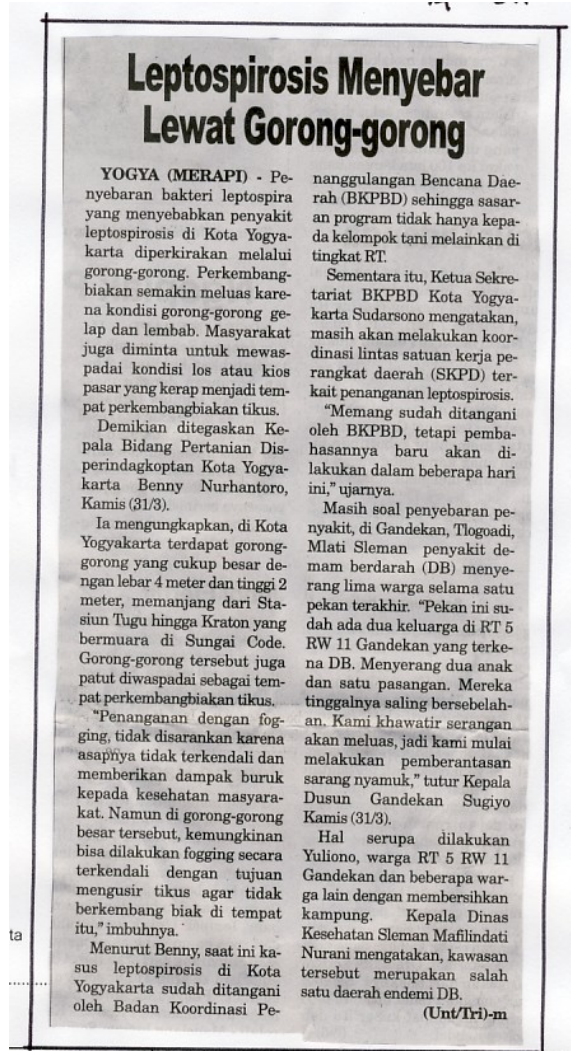 Leptospirosis Menyebar
Lewat Gorong-gorong
YOGYA (MERAPI) - Pe-
nyebaran bakteri leptospira
yang menyebabkan penyakit
leptospirosis di Kota Yogya-
karta diperkirakan melalui
gorong-gorong. Perkembang-
biakan semakin meluas kare-
na kondisi gorong-gorong ge-
lap dan lembab. Masyarakat
juga diminta untuk mewas-
padai kondisi los atau kios
pasar yang kerap menjadi tem-
pat perkembangbiakan tikus.
Demikian ditegaskan Ke-
pala Bidang Pertanian Dis-
perindagkoptan Kota Yogya-
karta Benny Nurhantoro,
Kamis (31/3).
Ia mengungkapkan, di Kota
Yogyakarta terdapat gorong-
gorong yang cukup besar de-
ngan lebar 4 meter dan tinggi 2
meter, memanjang dari Sta-
siun Tugu hingga Kraton yang
bermuara di Sungai Code.
Gorong-gorong tersebut juga
patut diwaspadai sebagai tem-
pat perkembangbiakan tikus.
"Penanganan dengan fog-
ging, tidak disarankan karena
asapnya tidak terkendali dan
memberikan dampak buruk
kepada kesehatan masyara-
kat. Namun di gorong-gorong
besar tersebut, kemungkinan
bisa dilakukan fogging secara
terkendali dengan tujuan
mengusir tikus agar tidak
berkembang biak di tempat
itu," imbuhnya.
Menurut Benny, saat ini ka-
sus leptospirosis di Kota
Yogyakarta sudah ditangani
oleh Badan Koordinasi Pe-
nanggulangan Bencana Dae-
rah (BKPBD) sehingga sasar-
an program tidak hanya kepa-
da kelompok tani melainkan di
tingkat RT.
Sementara itu, Ketua Sekre-
tariat BKPBD Kota Yogya-
karta Sudarsono mengatakan,
masih akan melakukan koor-
dinasi lintas satuan kerja pe-
rangkat daerah (SKPD) ter-
kait penanganan leptospirosis.
"Memang sudah ditangani
oleh BKPBD, tetapi pemba-
hasannya baru akan di-
lakukan dalam beberapa hari
ini," ujarnya.
Masih soal penyebaran pe-
nyakit, di Gandekan, Tlogoadi,
Mlati Sleman penyakit de-
mam berdarah (DB) menye-
rang lima warga selama satu
pekan terakhir. "Pekan ini su-
dah ada dua keluarga di RT 5
RW 11 Gandekan yang terke-
na DB. Menyerang dua anak
dan satu pasangan. Mereka
tinggalnya saling bersebelah-
an. Kami khawatir serangan
akan meluas, jadi kami mulai
melakukan pemberantasan
sarang nyamuk," tutur Kepala
Dusun Gandekan Sugiyo
Kamis (31/3).
Hal serupa dilakukan
Yuliono, warga RT 5 RW 11
Gandekan dan beberapa war-
ga lain dengan membersihkan
kampung. Kepala Dinas
Kesehatan Sleman Mafilindati
Nurani mengatakan, kawasan
tersebut merupakan salah
satu daerah endemi DB.
(Unt/Tri)-m
ta